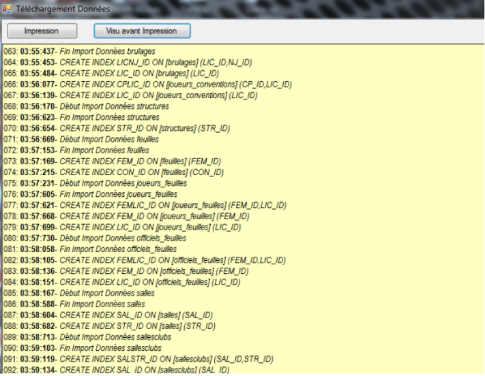 Téléchargement Données
Impression
Visu avant Impression
063: 03:55:437- Fin Import Données brulages
064: 03:55:453- CREATE INDEX LICNJ_ID ON [brulages] (LIC_ID,NJ_ID)
065: 03:55:484- CREATE INDEX LIC_ID ON [brulages] (LIC_ID)
066: 03:56:077- CREATE INDEX CPLIC_ID ON [joueurs_conventions] (CP_ID,LIC_ID)
067: 03:56:139- CREATE INDEX LIC_ID ON [joueurs_conventions] (LIC_ID)
068: 03:56:170- Début Import Données structures
069: 03:56:623- Fin Import Données structures
070: 03:56:654- CREATE INDEX STR_ID ON [structures] (STR_ID)
071: 03:56:669- Début Import Données feuilles
072: 03:57:153- Fin Import Données feuilles
073: 03:57:169- CREATE INDEX FEM_ID ON [feuilles] (FEM_ID)
074: 03:57:215- CREATE INDEX CON_ID ON [feuilles] (CON_ID)
075: 03:57:231- Début Import Données joueurs_feuilles
076: 03:57:605- Fin Import Données joueurs_feuilles
077: 03:57:621- CREATE INDEX FEMLIC_ID ON [joueurs_feuilles] (FEM_ID,LIC_ID)
078: 03:57:668- CREATE INDEX FEM_ID ON [joueurs_feuilles] (FEM_ID)
079: 03:57:699- CREATE INDEX LIC_ID ON [joueurs_feuilles] (LIC_ID)
080: 03:57:730- Début Import Données officiels_feuilles
081: 03:58:058- Fin Import Données officiels_feuilles
082: 03:58:105- CREATE INDEX FEMLIC_ID ON [officiels_feuilles] (FEM_ID,LIC_ID)
083: 03:58:136- CREATE INDEX FEM_ID ON [officiels_feuilles] (FEM_ID)
084: 03:58:151- CREATE INDEX LIC_ID ON [officiels_feuilles] (LIC_ID)
085: 03:58:167- Début Import Données salles
086: 03:58:588- Fin Import Données salles
087: 03:58:604- CREATE INDEX SAL_ID ON [salles] (SAL_ID)
088: 03:58:682- CREATE INDEX STR_ID ON [salles] (STR_ID)
089: 03:58:713- Début Import Données sallesclubs
090: 03:59:103- Fin Import Données sallesclubs
091: 03:59:119- CREATE INDEX SALSTR_ID ON [sallesclubs] (SAL_ID,STR_ID)
092: 03:59:134- CREATE INDEX SAL_ID ON [sallesclubs] (SAL_ID)